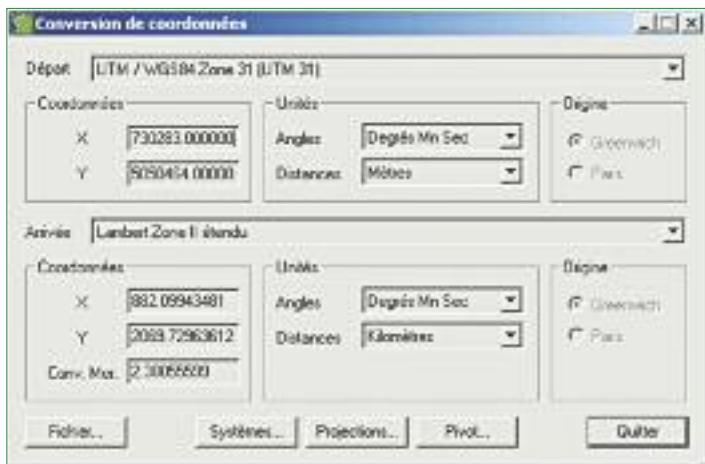 Conversion de coordonnées
Départ UTM / WGS84 Zone 31 (UTM 31)
Coordonnées Unités Origine
X 730283.000000 Angles Degrés Mn Sec Greenwich
Y 5050464.00000 Distances Mètres Paris
Arrivée Lambert Zone II étendu
Coordonnées Unités Origine
X 882.09943481 Angles Degrés Mn Sec Greenwich
Y 2069.72963612 Distances Kilomètres Paris
Conv. Mer.
Fichier... Systèmes... Projections... Pivot... Quitter